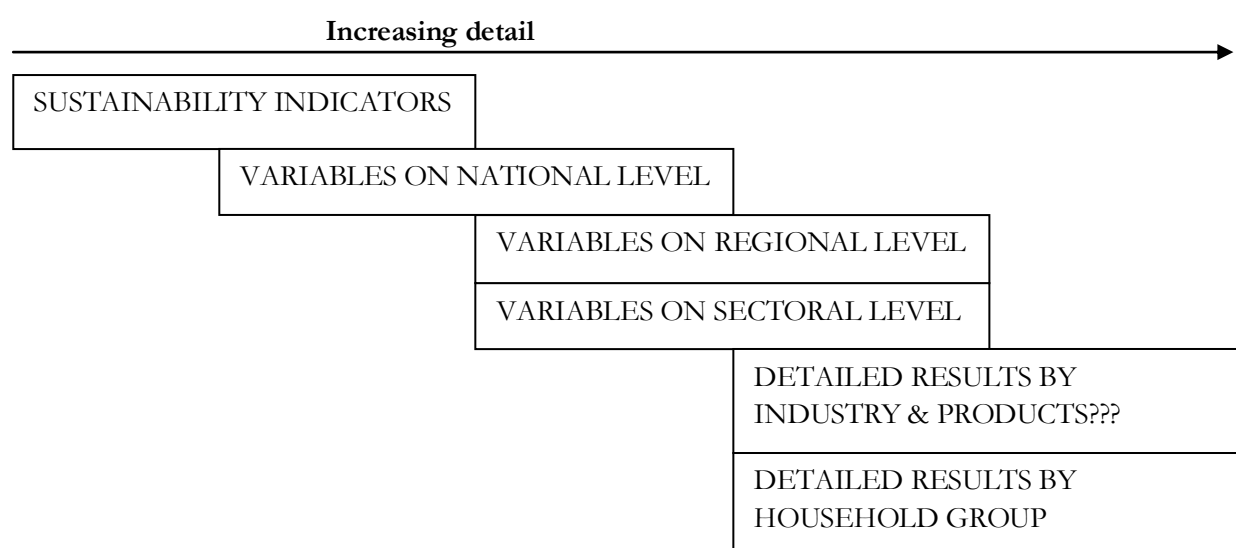 Increasing detail
SUSTAINABILITY INDICATORS
VARIABLES ON NATIONAL LEVEL
VARIABLES ON REGIONAL LEVEL
VARIABLES ON SECTORAL LEVEL
DETAILED RESULTS BY
INDUSTRY & PRODUCTS???
DETAILED RESULTS BY
HOUSEHOLD GROUP